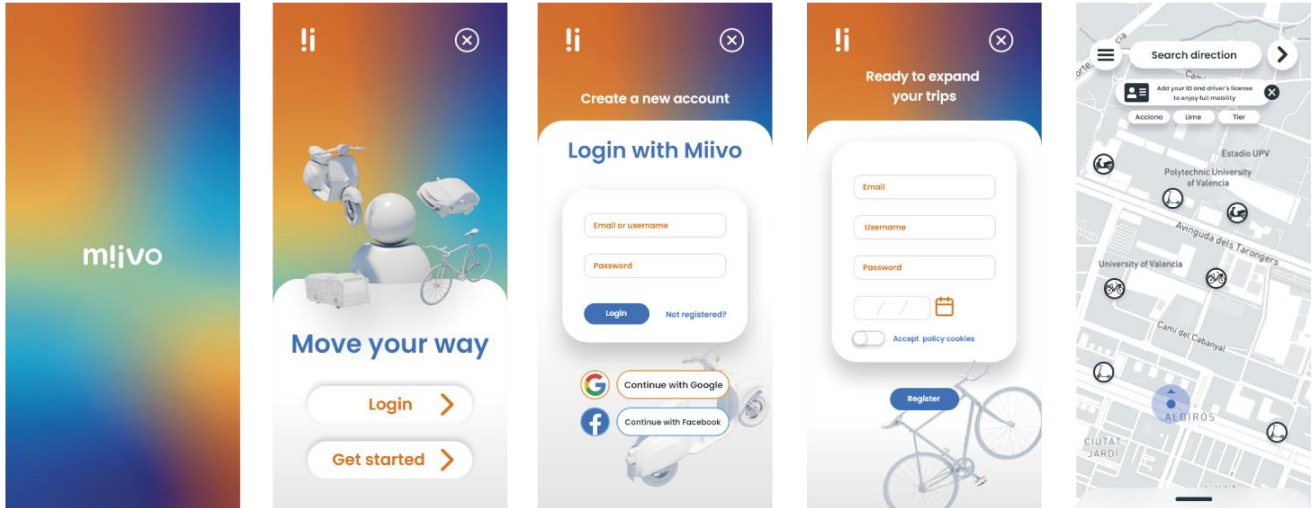 m!ivo
!i
Move your way
Login
Get started
!i
Create a new account
Login with Miivo
Email or username
Password
Login Not registered?
Continue with Google
Continue with Facebook
!i
Ready to expand
your trips
Email
Username
Password
/ /
Accept policy cookies
Register
Search direction
Add your ID and driver's license
to enjoy full mobility
Acciona Lime Tier
Estadio UPV
Polytechnic University
of Valencia
Avinguda dels Tarongers
University of Valencia
Camí del Cabanyal
ALGIRÓS
CIUTAT
JARDÍ